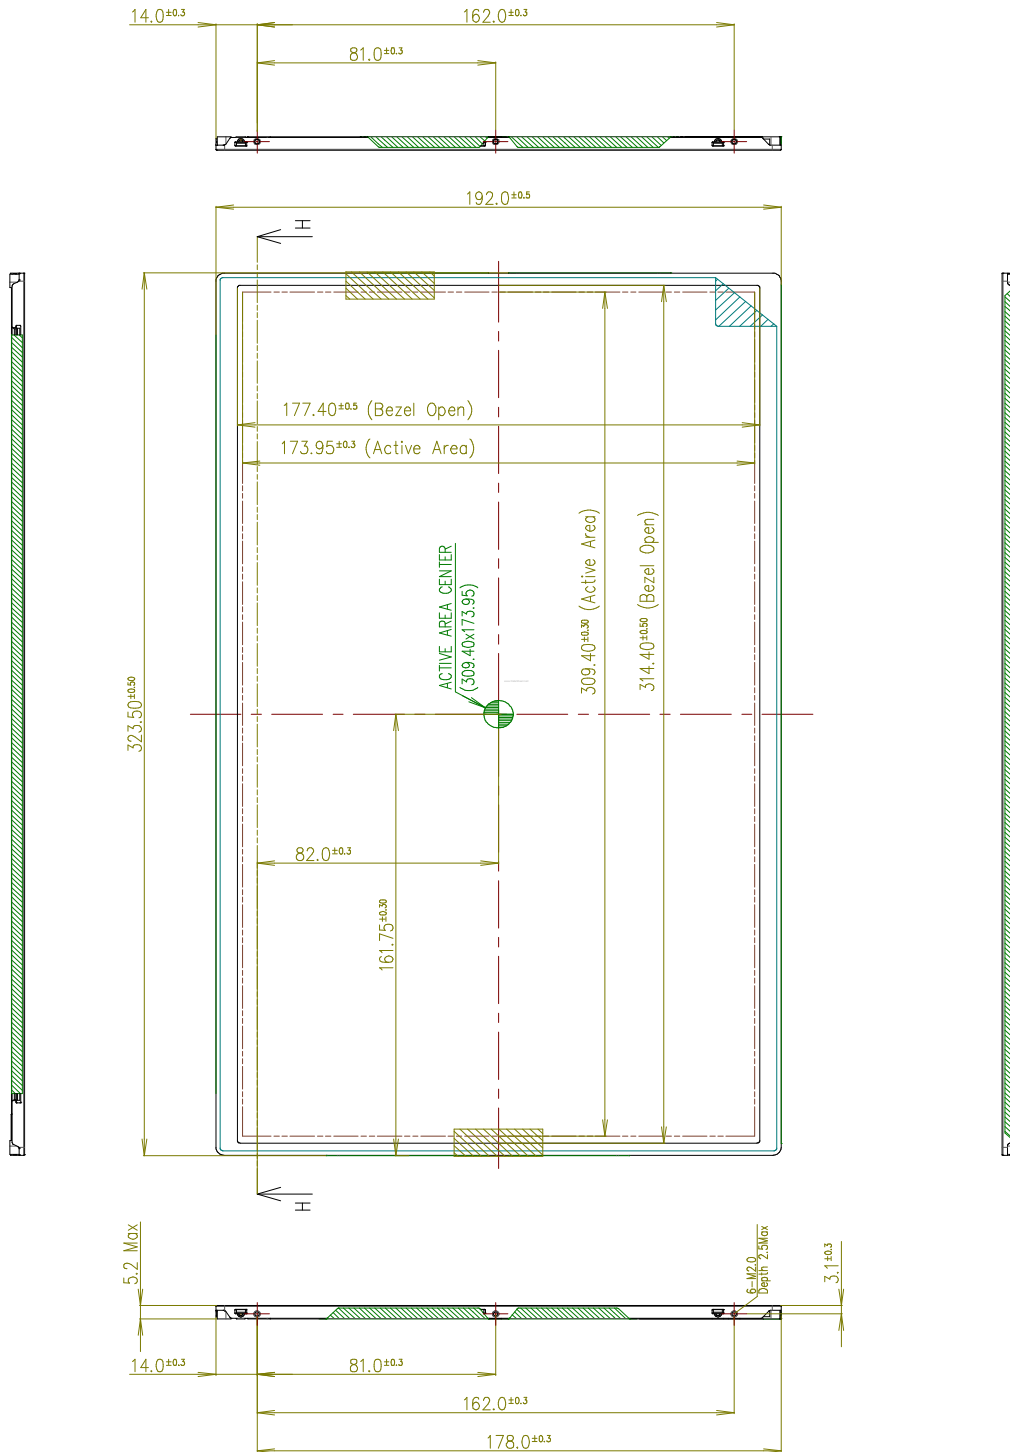 14.0±0.3
162.0±0.3
81.0±0.3
192.0±0.5
H
177.40±0.5 (Bezel Open)
173.95±0.3 (Active Area)
309.40±0.30 (Active Area)
314.40±0.50 (Bezel Open)
ACTIVE AREA CENTER
(309.40x173.95)
323.50±0.50
82.0±0.3
161.75±0.30
H
5.2 Max
6-M2.0
Depth 2.5Max
3.1±0.3
14.0±0.3
81.0±0.3
162.0±0.3
178.0±0.3